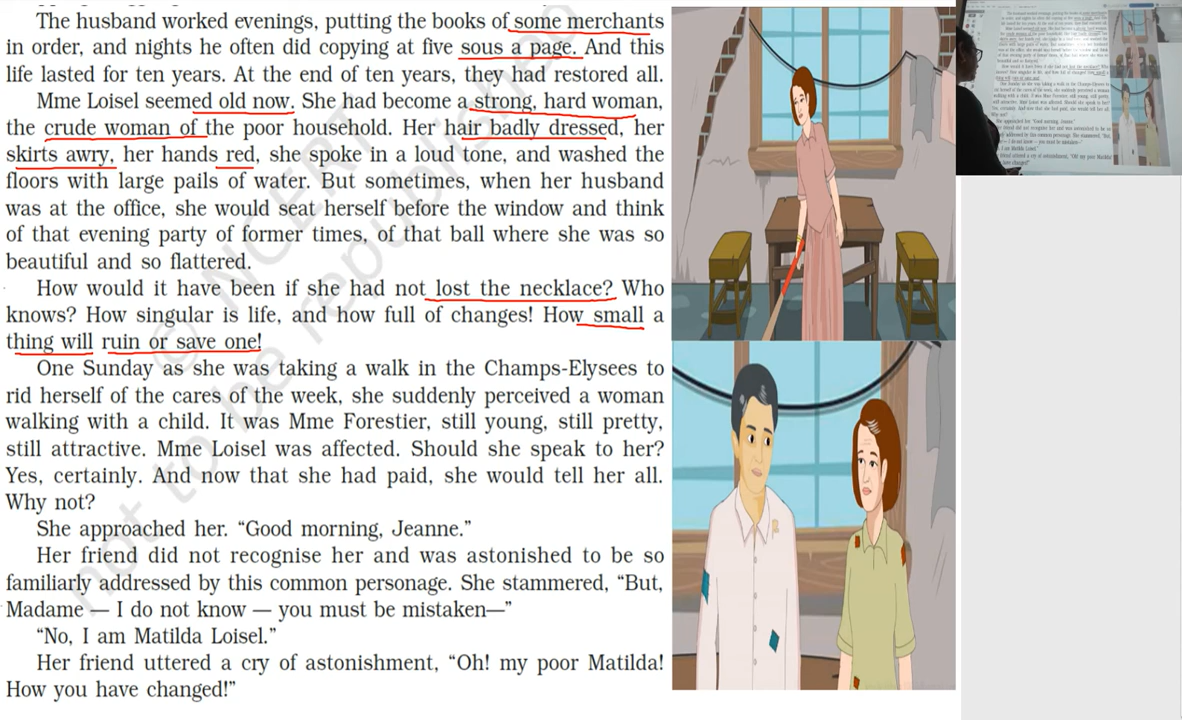 The husband worked evenings, putting the books of some merchants
in order, and nights he often did copying at five sous a page. And this
life lasted for ten years. At the end of ten years, they had restored all.
Mme Loisel seemed old now. She had become a strong, hard woman,
the crude woman of the poor household. Her hair badly dressed, her
skirts awry, her hands red, she spoke in a loud tone, and washed the
floors with large pails of water. But sometimes, when her husband
was at the office, she would seat herself before the window and think
of that evening party of former times, of that ball where she was so
beautiful and so flattered.
How would it have been if she had not lost the necklace? Who
knows? How singular is life, and how full of changes! How small a
thing will ruin or save one!
One Sunday as she was taking a walk in the Champs-Elysees to
rid herself of the cares of the week, she suddenly perceived a woman
walking with a child. It was Mme Forestier, still young, still pretty,
still attractive. Mme Loisel was affected. Should she speak to her?
Yes, certainly. And now that she had paid, she would tell her all.
Why not?
She approached her. “Good morning, Jeanne.”
Her friend did not recognise her and was astonished to be so
familiarly addressed by this common personage. She stammered, “But,
Madame — I do not know — you must be mistaken—”
“No, I am Matilda Loisel.”
Her friend uttered a cry of astonishment, “Oh! my poor Matilda!
How you have changed!”
© NCERT
not to be republished